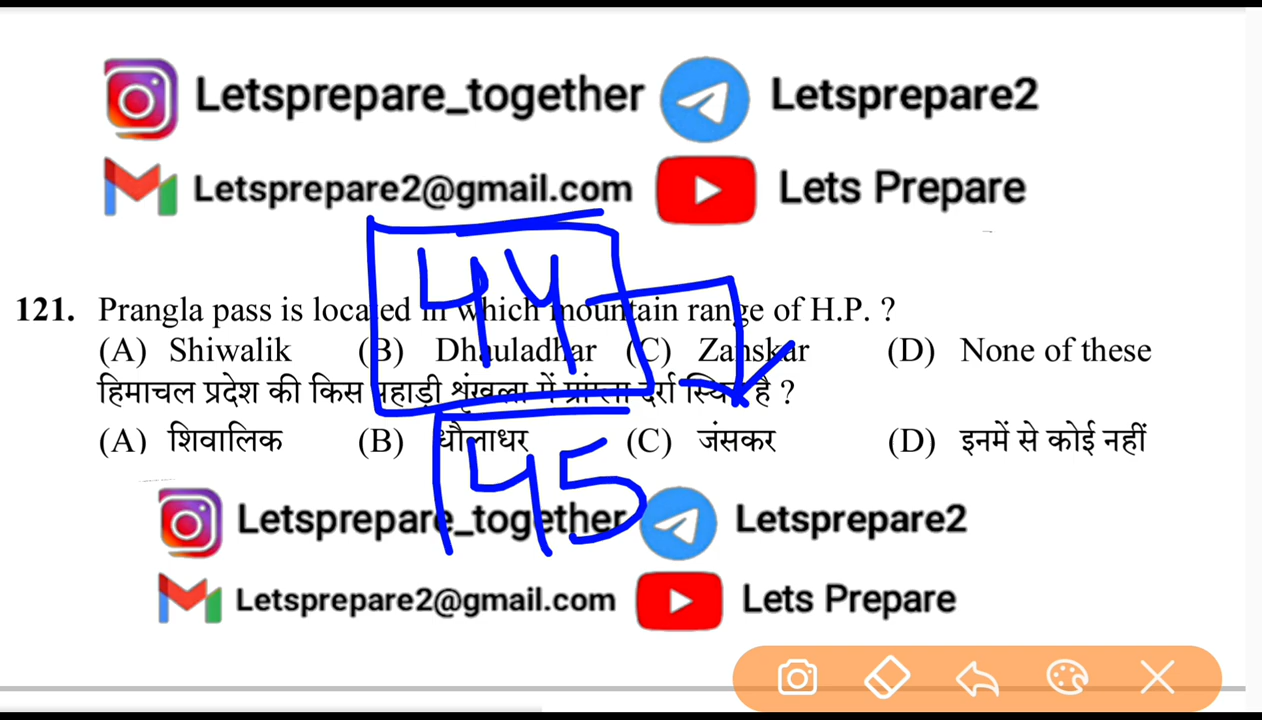 Letsprepare_together Letsprepare2
Letsprepare2@gmail.com Lets Prepare
44
121. Prangla pass is located in which mountain range of H.P. ?
(A) Shiwalik (B) Dhauladhar (C) Zanskar (D) None of these
हिमाचल प्रदेश की किस पहाड़ी श्रृंखला में प्रांगला दर्रा स्थित है ?
(A) शिवालिक (B) धौलाधर (C) जंसकर (D) इनमें से कोई नहीं
45
Letsprepare_together Letsprepare2
Letsprepare2@gmail.com Lets Prepare